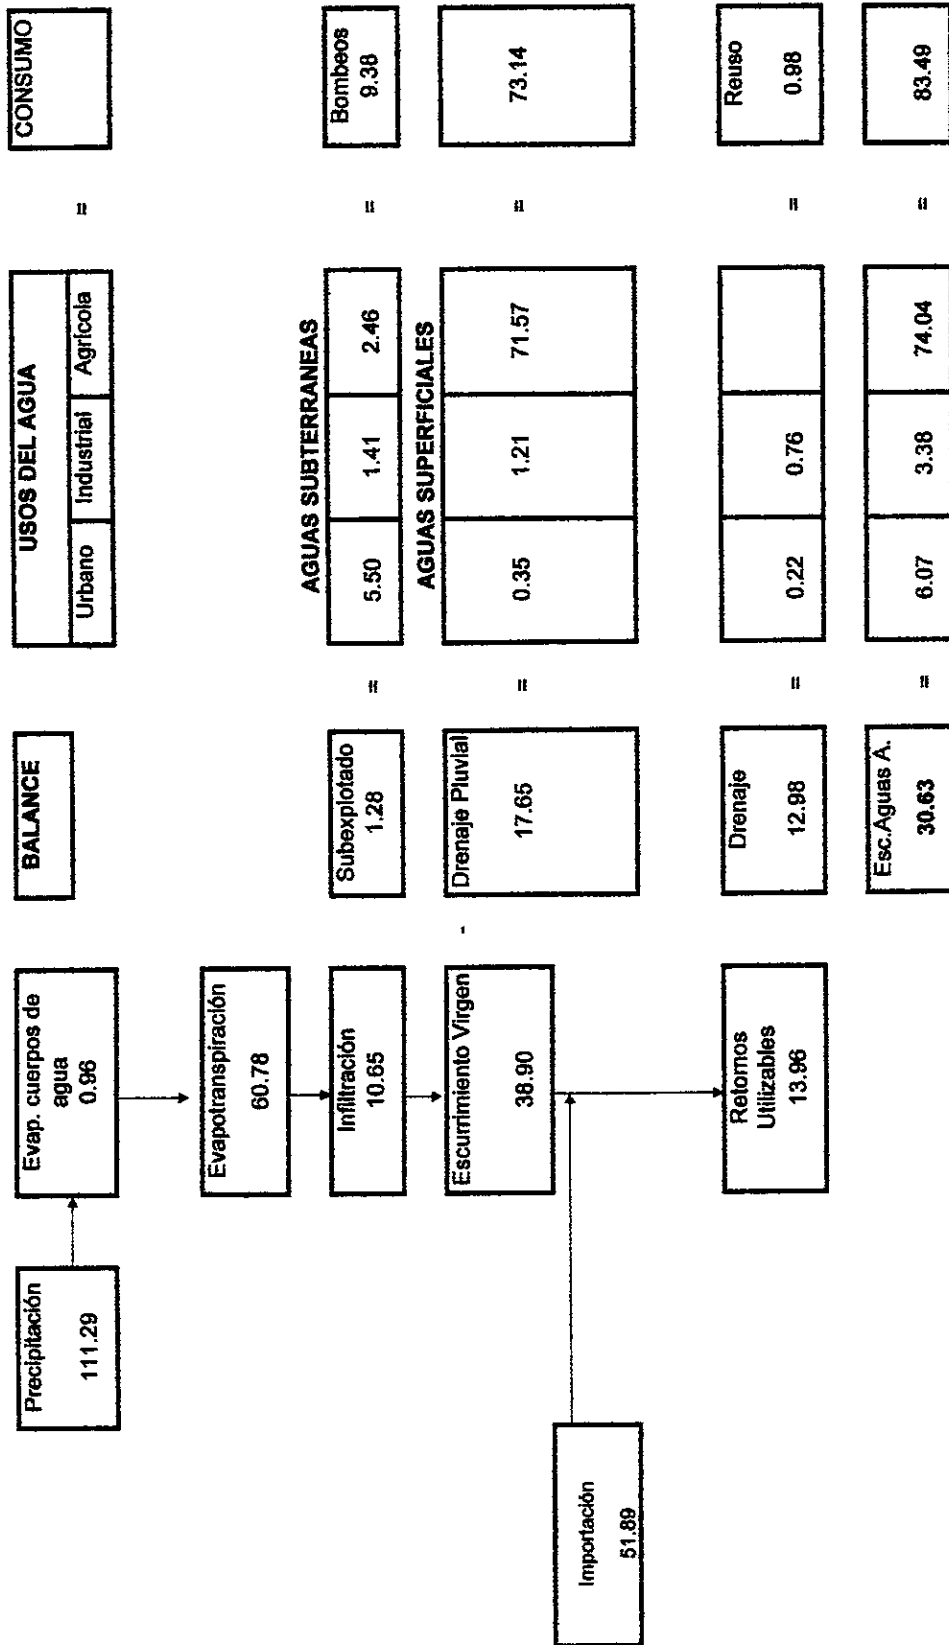 Precipitación
111.29
Evap. cuerpos de
agua
0.96
BALANCE
USOS DEL AGUA
Urbano Industrial Agrícola
=
CONSUMO
Evapotranspiración
60.78
AGUAS SUBTERRANEAS
Infiltración
10.65
Subexplotado
1.28
=
5.50 1.41 2.46
=
Bombeos
9.38
AGUAS SUPERFICIALES
Escurrimiento Virgen
38.90
-
Drenaje Pluvial
17.65
=
0.35 1.21 71.57
=
73.14
Importación
51.89
Retornos
Utilizables
13.96
Drenaje
12.98
=
0.22 0.76
=
Reuso
0.98
Esc.Aguas A.
30.63
=
6.07 3.38 74.04
=
83.49